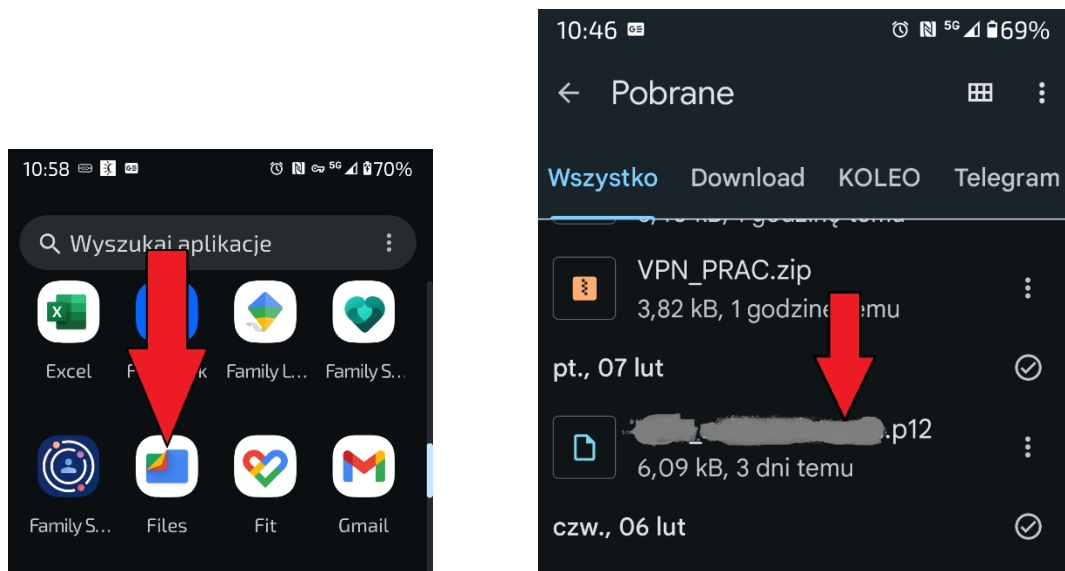 10:58
5G 70%
Wyszukaj aplikacje
Excel
Family L...
Family S...
Family S...
Files
Fit
Gmail
10:46
5G 69%
Pobrane
Wszystko
Download
KOLEO
Telegram
VPN_PRAC.zip
3,82 kB, 1 godzinę temu
pt., 07 lut
.p12
6,09 kB, 3 dni temu
czw., 06 lut